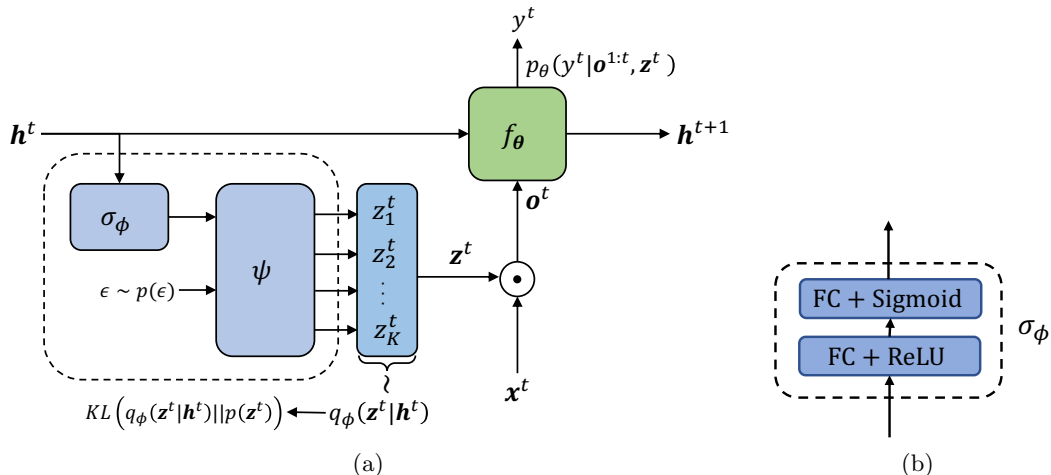 y^t
p_θ(y^t|o^{1:t}, z^t)
h^t
f_θ
h^{t+1}
σ_ϕ
ψ
ϵ ~ p(ϵ)
z_1^t
z_2^t
⋮
z_K^t
z^t
o^t
⊙
x^t
~
KL(q_ϕ(z^t|h^t)||p(z^t))
q_ϕ(z^t|h^t)
(a)
FC + Sigmoid
FC + ReLU
σ_ϕ
(b)